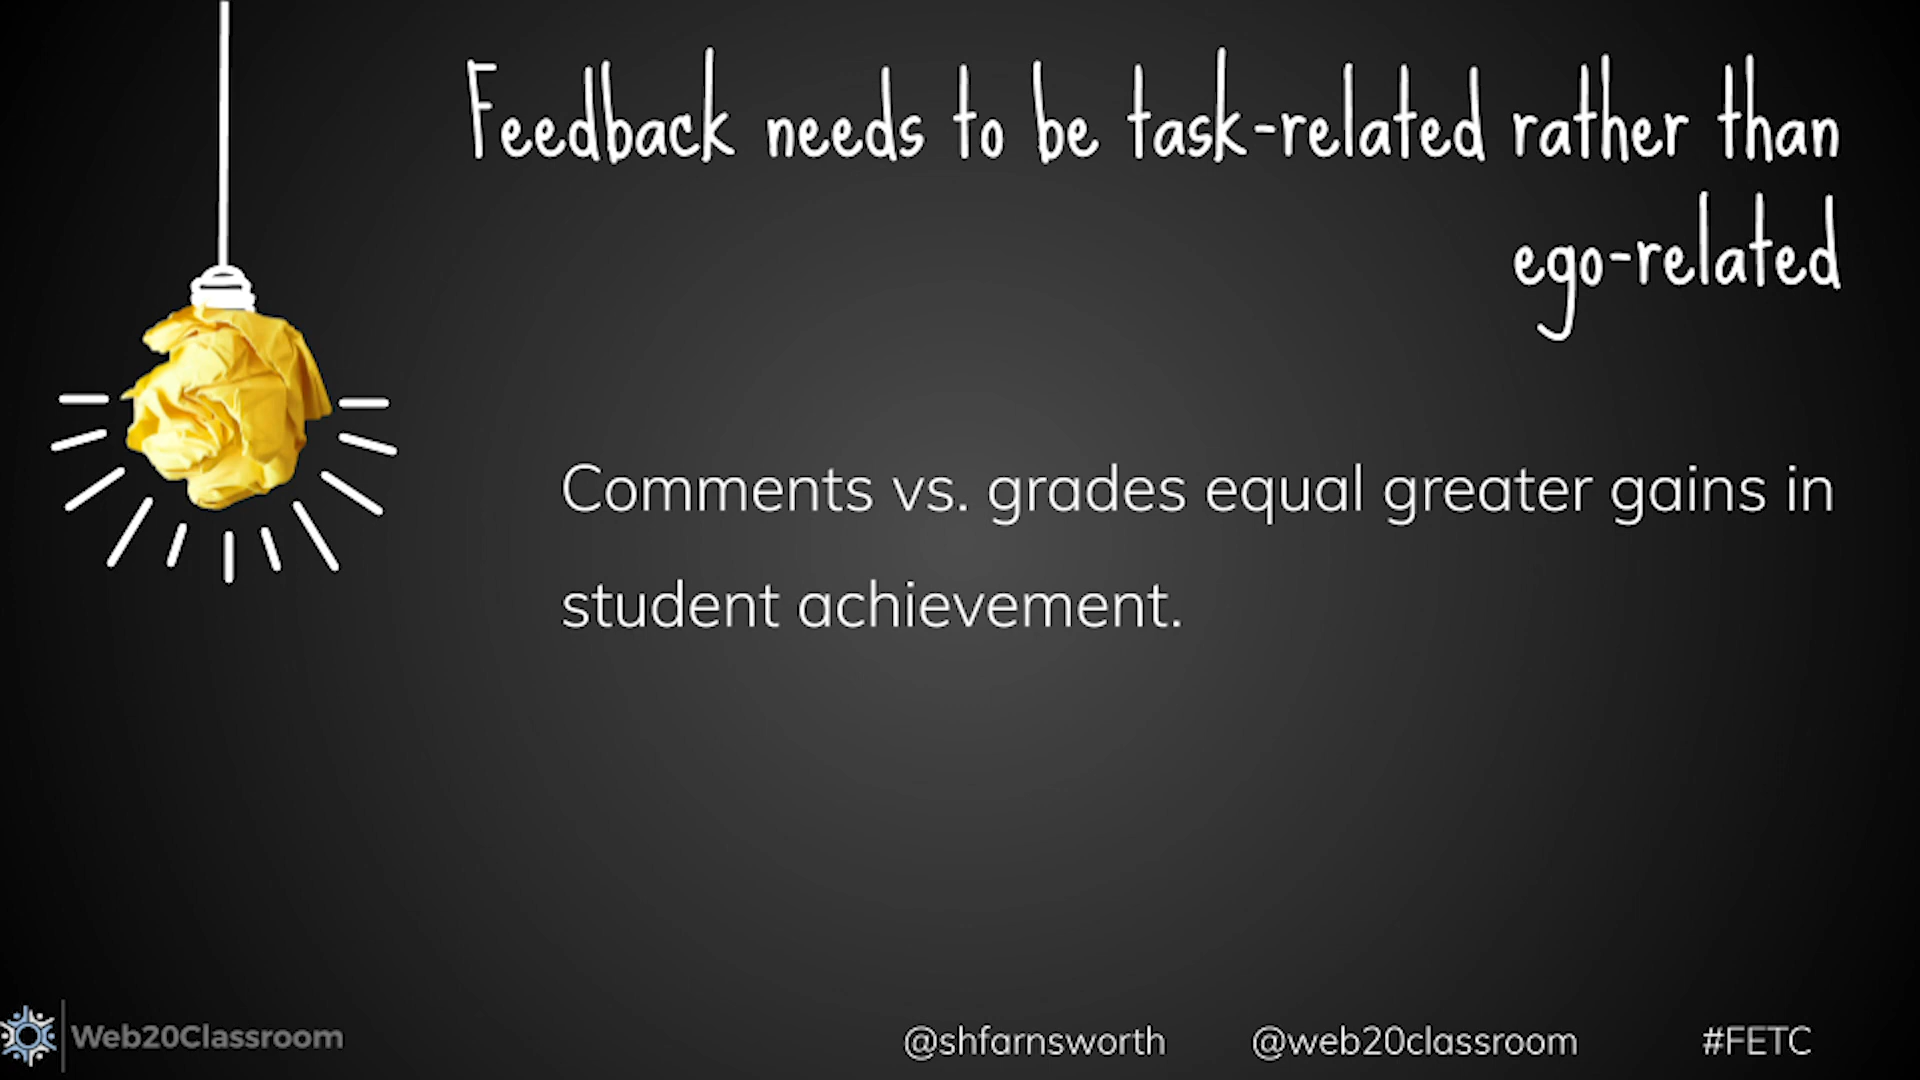 Feedback needs to be task-related rather than
ego-related
Comments vs. grades equal greater gains in
student achievement.
Web20Classroom
@shfarnsworth @web20classroom #FETC